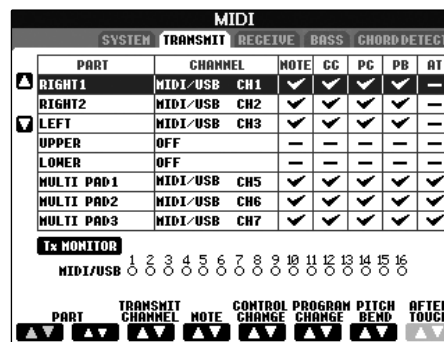 MIDI
SYSTEM TRANSMIT RECEIVE BASS CHORD DETECT
PART CHANNEL NOTE CC PC PB AT
RIGHT1 MIDI/USB CH1
RIGHT2 MIDI/USB CH2
LEFT MIDI/USB CH3
UPPER OFF
LOWER OFF
MULTI PAD1 MIDI/USB CH5
MULTI PAD2 MIDI/USB CH6
MULTI PAD3 MIDI/USB CH7
Tx MONITOR
1 2 3 4 5 6 7 8 9 10 11 12 13 14 15 16
MIDI/USB
PART TRANSMIT CHANNEL NOTE CONTROL CHANGE PROGRAM CHANGE PITCH BEND AFTER TOUCH